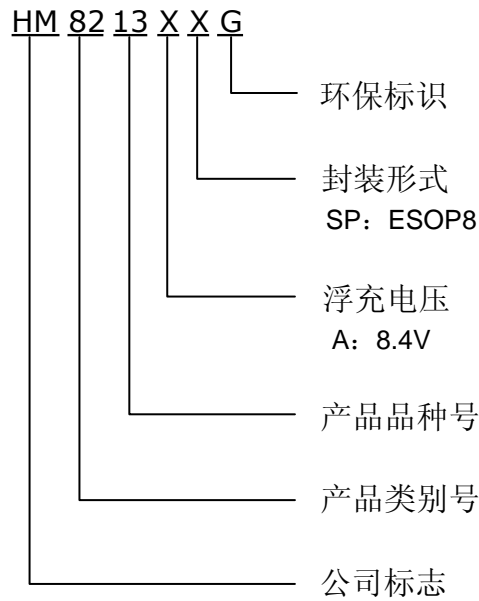 HM 82 13 X X G
环保标识
封装形式
SP：ESOP8
浮充电压
A：8.4V
产品品种号
产品类别号
公司标志